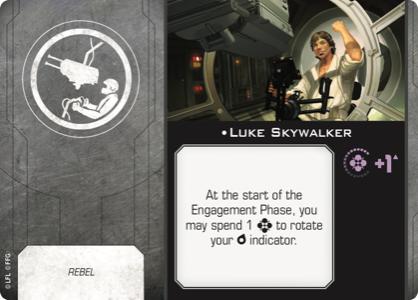 •LUKE SKYWALKER
+1
At the start of the
Engagement Phase, you
may spend 1 to rotate
your indicator.
REBEL
© LFL © FFG